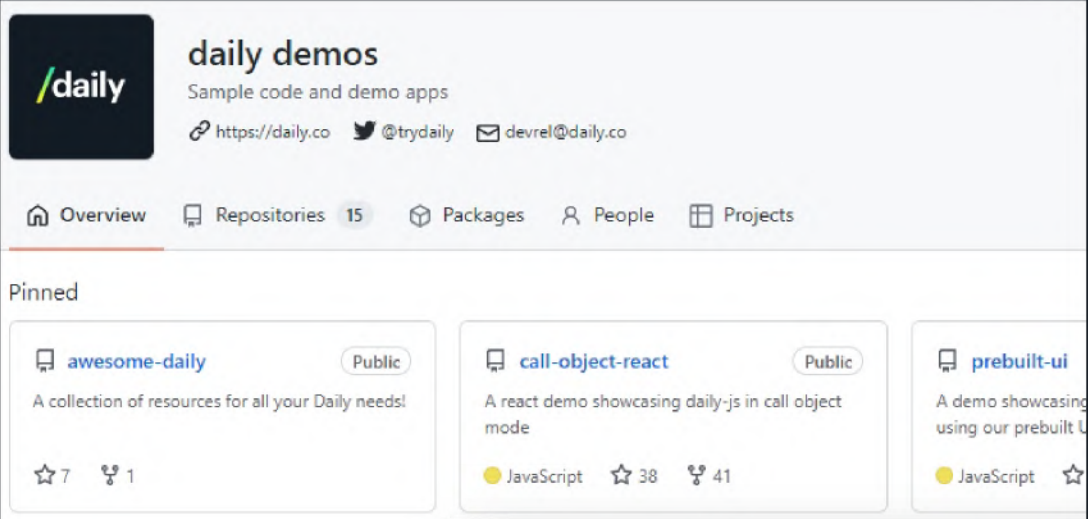 /daily
daily demos
Sample code and demo apps
https://daily.co @trydaily devrel@daily.co
Overview Repositories 15 Packages People Projects
Pinned
awesome-daily Public
A collection of resources for all your Daily needs!
7 1
call-object-react Public
A react demo showcasing daily-js in call object
mode
JavaScript 38 41
prebuilt-ui
A demo showcasing
using our prebuilt U
JavaScript